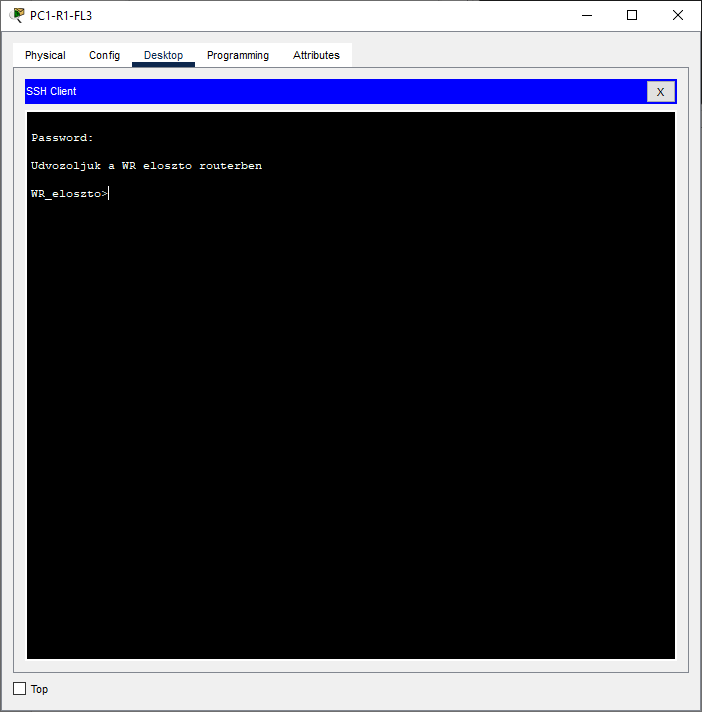 PC1-R1-FL3
Physical Config Desktop Programming Attributes
SSH Client X
Password:
Udvozoljuk a WR eloszto routerben
WR_eloszto>
Top